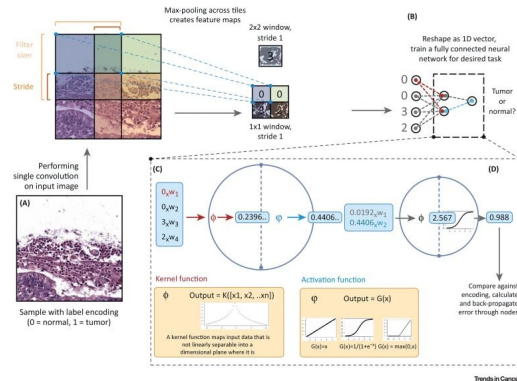 Max-pooling across tiles
creates feature maps
(B)
Filter
sizer
Stride
2x2 window,
stride 1
3
0 0
1x1 window,
stride 1
Reshape as 1D vector,
train a fully connected neural
network for desired task
0
0
3
2
Tumor
or
normal?
Performing
single convolution
on input image
(A)
Sample with label encoding
(0 = normal, 1 = tumor)
(C)
(D)
0xw1
0xw2
3xw3
2xw4
ϕ
0.2396..
φ
0.4406..
0.0192xw1
0.4406xw2
ϕ
2.567
0.988
Kernel function
ϕ Output = K([x1, x2, ..xn])
A kernel function maps input data that
is not linearly separable into a
dimensional plane where it is
Activation function
φ Output = G(x)
G(x)=x G(x)=1/(1+e⁻ˣ) G(x) = max(0,x)
Compare against
encoding, calculate
and back-propagate
error through nodes
Trends in Cancer